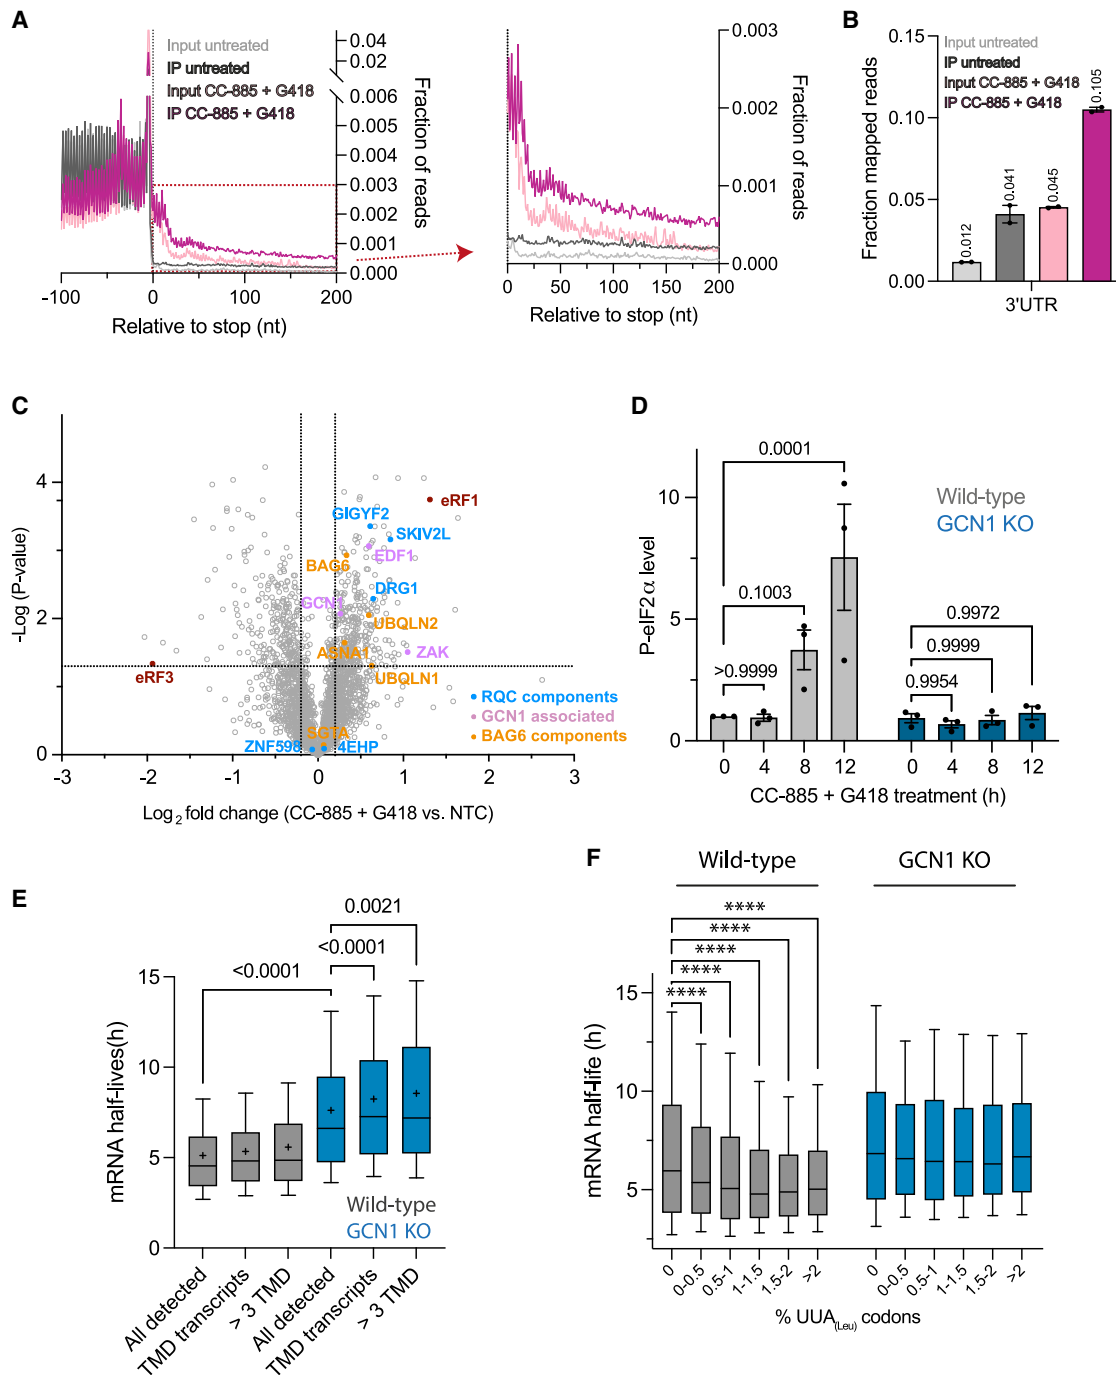 A
Input untreated
IP untreated
Input CC-885 + G418
IP CC-885 + G418
0.04
0.02
0.006
0.005
0.004
0.003
0.002
0.001
0.000
Fraction of reads
-100
0
100
200
Relative to stop (nt)
0.003
0.002
0.001
0.000
Fraction of reads
0
50
100
150
200
Relative to stop (nt)
B
Input untreated
IP untreated
Input CC-885 + G418
IP CC-885 + G418
0.15
0.10
0.05
0.00
Fraction mapped reads
0.012
0.041
0.045
0.105
3'UTR
C
4
2
0
-Log (P-value)
eRF1
GIGYF2
SKIV2L
EDF1
BAG6
DRG1
GCN1
UBQLN2
ASNA1
ZAK
eRF3
UBQLN1
RQC components
GCN1 associated
BAG6 components
SGTA
ZNF598
4EHP
-3
-2
-1
0
1
2
3
Log2 fold change (CC-885 + G418 vs. NTC)
D
0.0001
0.1003
>0.9999
0.9972
0.9999
0.9954
Wild-type
GCN1 KO
10
5
0
P-eIF2α level
0
4
8
12
0
4
8
12
CC-885 + G418 treatment (h)
E
0.0021
<0.0001
<0.0001
15
10
5
0
mRNA half-lives(h)
Wild-type
GCN1 KO
All detected
TMD transcripts
> 3 TMD
All detected
TMD transcripts
> 3 TMD
F
Wild-type
GCN1 KO
****
****
****
****
****
15
10
5
mRNA half-life (h)
0
0-0.5
0.5-1
1-1.5
1.5-2
>2
0
0-0.5
0.5-1
1-1.5
1.5-2
>2
% UUA(Leu) codons